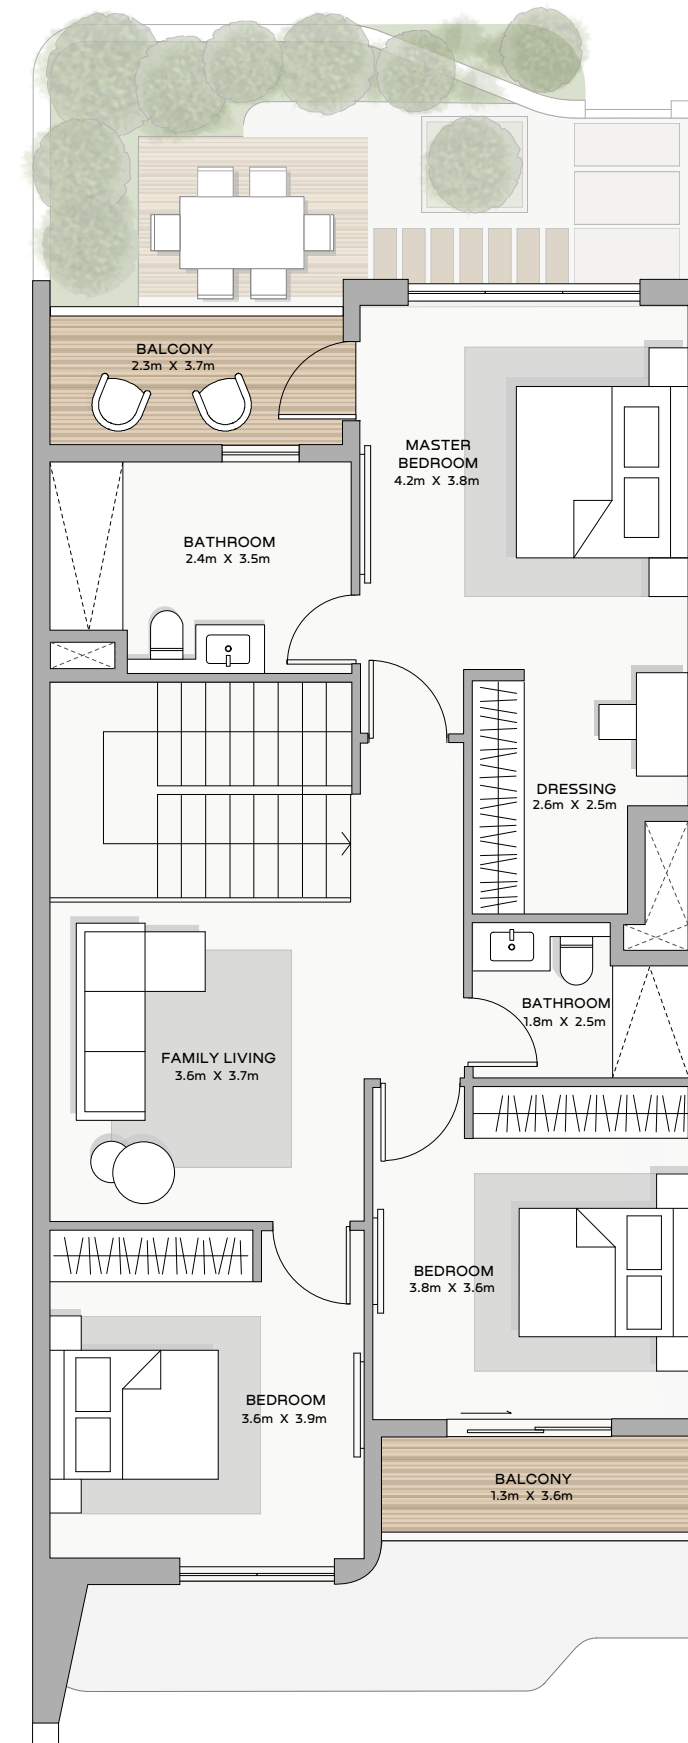 BALCONY
2.3m X 3.7m
MASTER
BEDROOM
4.2m X 3.8m
BATHROOM
2.4m X 3.5m
DRESSING
2.6m X 2.5m
BATHROOM
1.8m X 2.5m
FAMILY LIVING
3.6m X 3.7m
BEDROOM
3.8m X 3.6m
BEDROOM
3.6m X 3.9m
BALCONY
1.3m X 3.6m